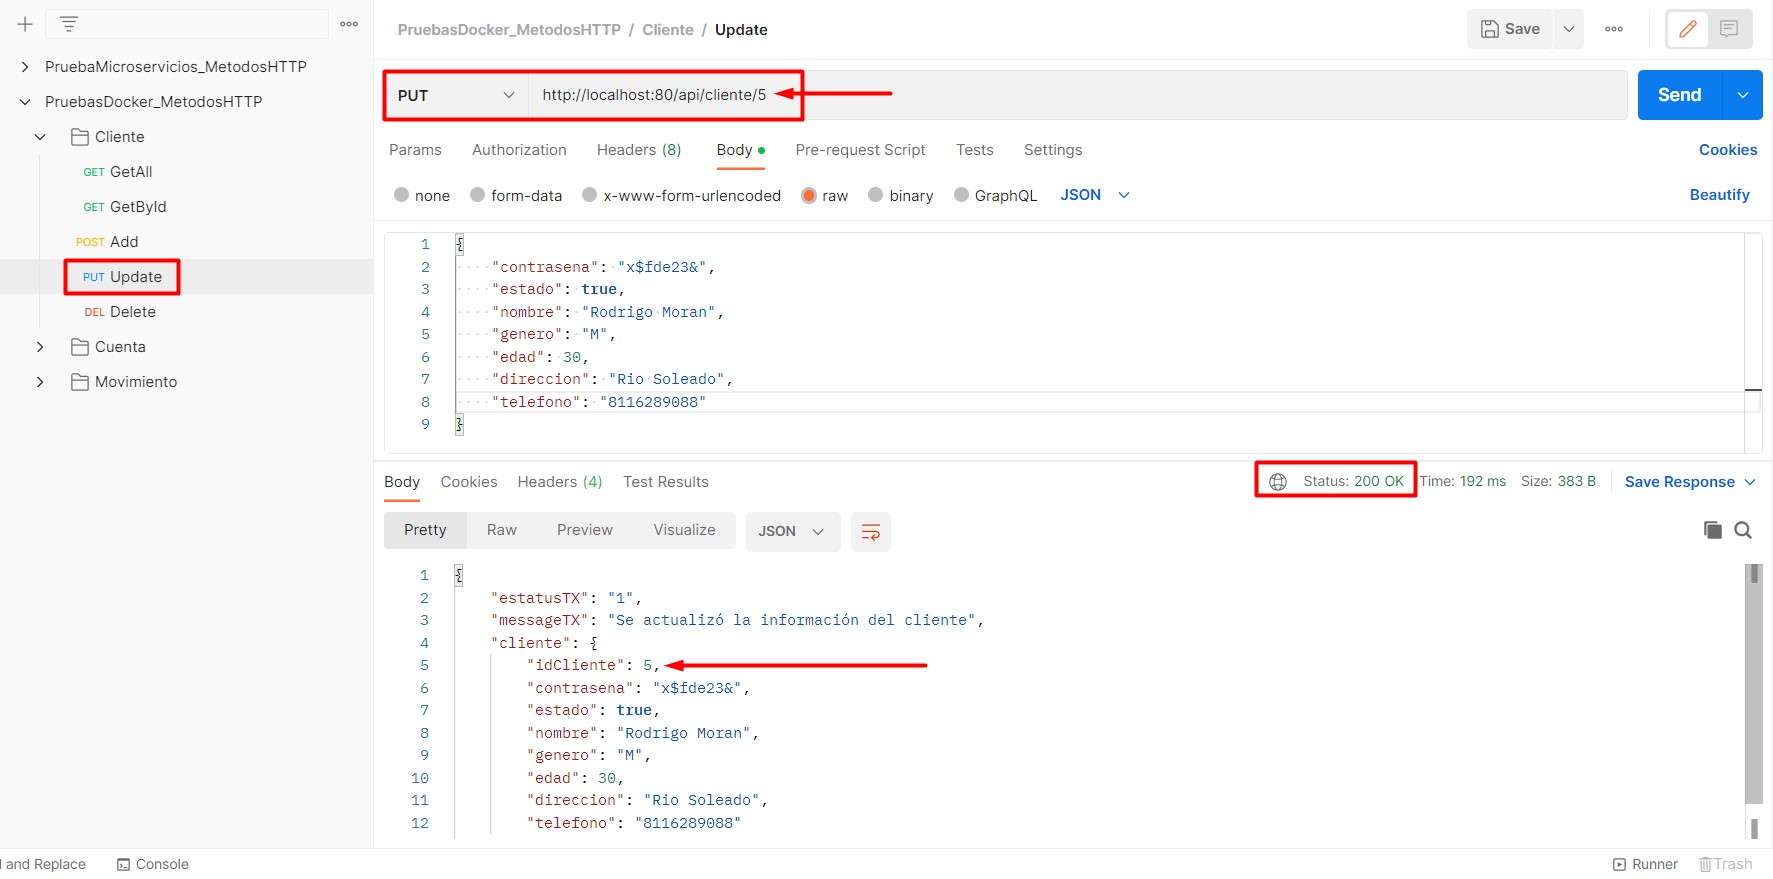 PruebaMicroservicios_MetodosHTTP
PruebasDocker_MetodosHTTP
Cliente
GET GetAll
GET GetById
POST Add
PUT Update
DEL Delete
Cuenta
Movimiento
PruebasDocker_MetodosHTTP / Cliente / Update
Save
PUT http://localhost:80/api/cliente/5
Send
Params Authorization Headers (8) Body Pre-request Script Tests Settings Cookies
none form-data x-www-form-urlencoded raw binary GraphQL JSON Beautify
1 {
2 "contrasena": "x$fde23&",
3 "estado": true,
4 "nombre": "Rodrigo Moran",
5 "genero": "M",
6 "edad": 30,
7 "direccion": "Rio Soleado",
8 "telefono": "8116289088"
9 }
Body Cookies Headers (4) Test Results Status: 200 OK Time: 192 ms Size: 383 B Save Response
Pretty Raw Preview Visualize JSON
1 {
2 "estatusTX": "1",
3 "messageTX": "Se actualizó la información del cliente",
4 "cliente": {
5 "idCliente": 5,
6 "contrasena": "x$fde23&",
7 "estado": true,
8 "nombre": "Rodrigo Moran",
9 "genero": "M",
10 "edad": 30,
11 "direccion": "Rio Soleado",
12 "telefono": "8116289088"
and Replace Console Runner Trash